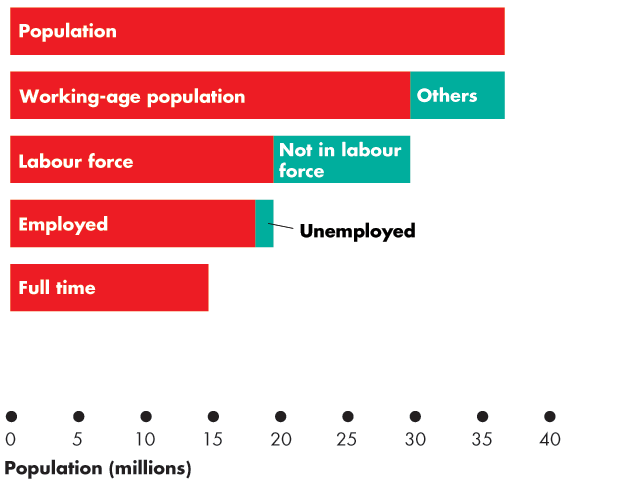 Population
Working-age population
Others
Labour force
Not in labour
force
Employed
Unemployed
Full time
0 5 10 15 20 25 30 35 40
Population (millions)